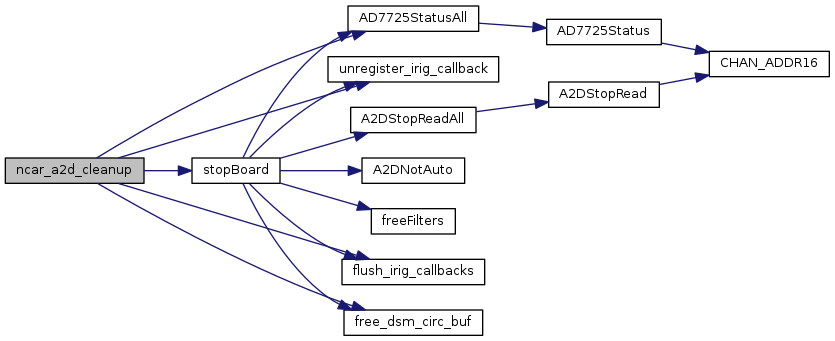 AD7725StatusAll
AD7725Status
CHAN_ADDR16
unregister_irig_callback
A2DStopRead
A2DStopReadAll
ncar_a2d_cleanup
stopBoard
A2DNotAuto
freeFilters
flush_irig_callbacks
free_dsm_circ_buf